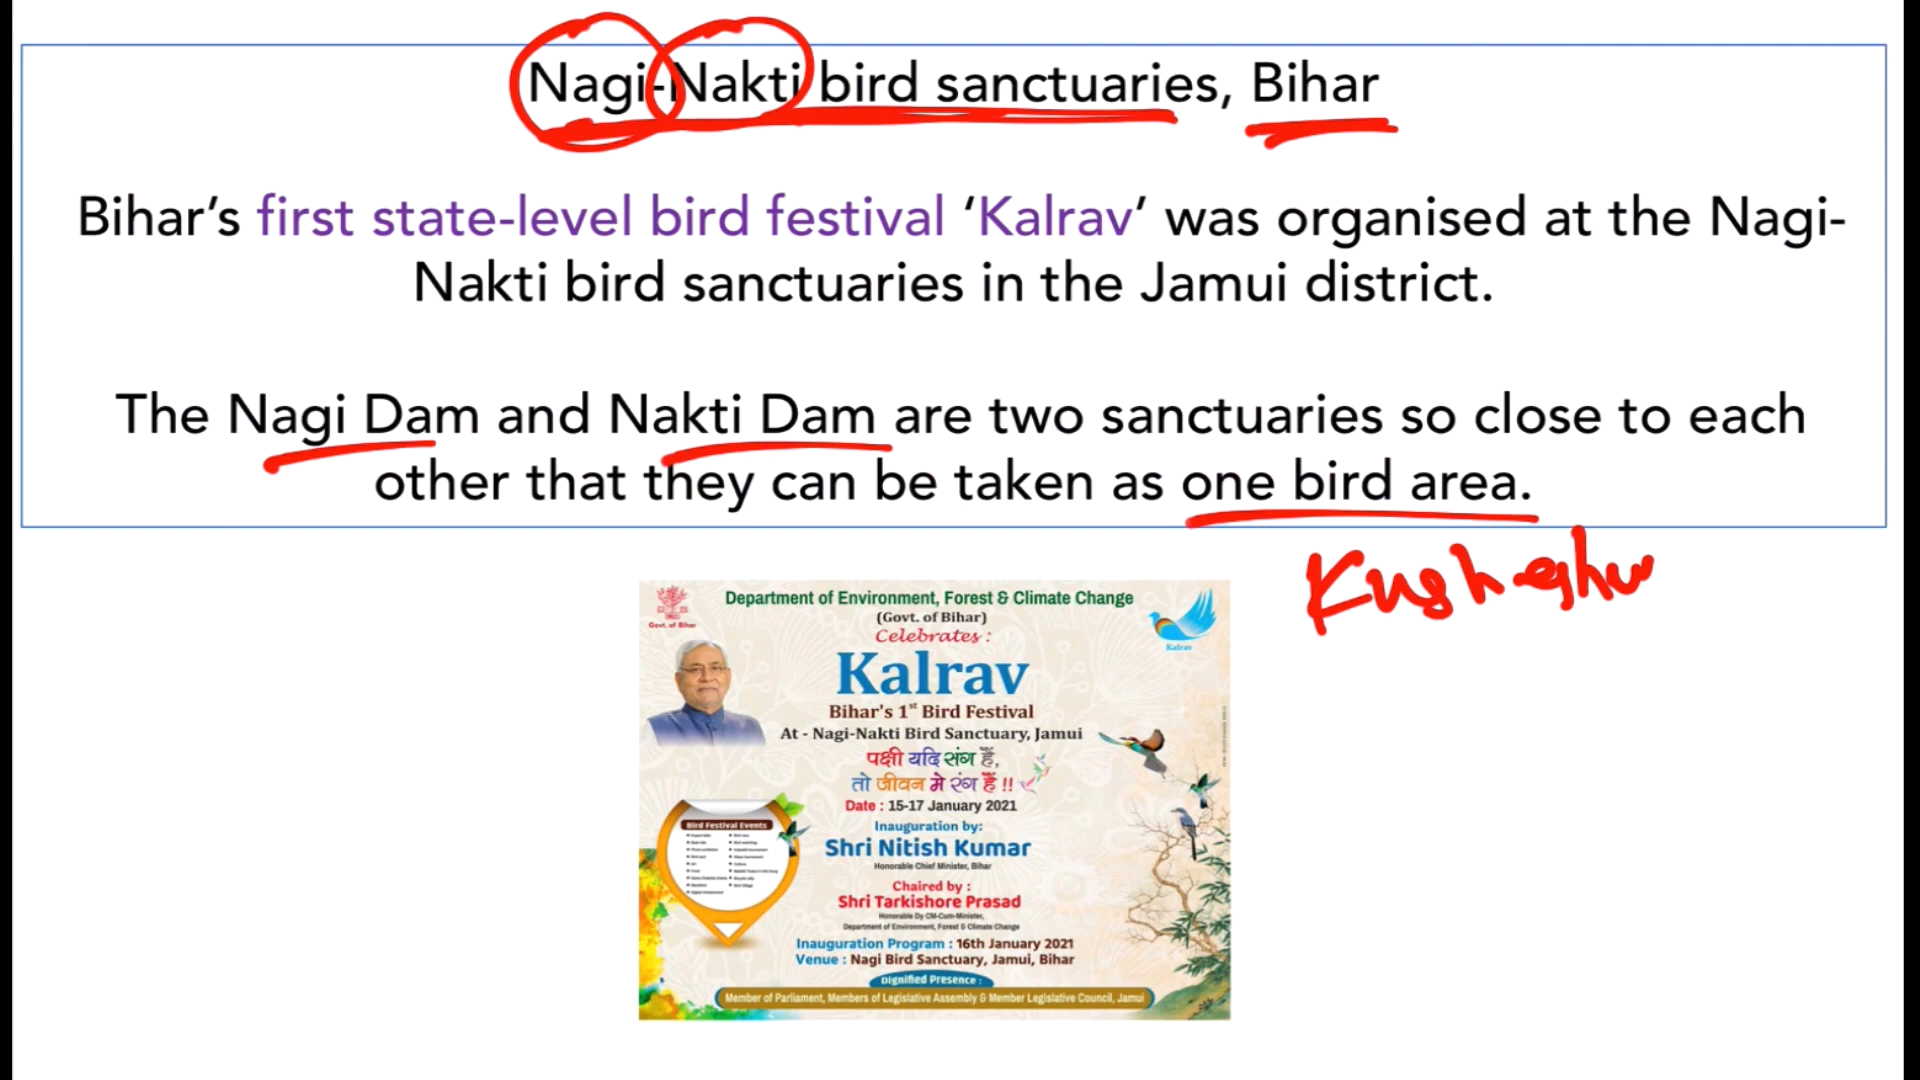 Nagi-Nakti bird sanctuaries, Bihar
Bihar’s first state-level bird festival ‘Kalrav’ was organised at the Nagi-
Nakti bird sanctuaries in the Jamui district.
The Nagi Dam and Nakti Dam are two sanctuaries so close to each
other that they can be taken as one bird area.
Govt. of Bihar
Department of Environment, Forest & Climate Change
(Govt. of Bihar)
Celebrates :
Kalrav
Kalrav
Bihar's 1st Bird Festival
At - Nagi-Nakti Bird Sanctuary, Jamui
पक्षी यदि संग हैं,
तो जीवन मे रंग हैं !!
Date : 15-17 January 2021
Bird Festival Events
Inauguration by:
Shri Nitish Kumar
Honorable Chief Minister, Bihar
Chaired by :
Shri Tarkishore Prasad
Honorable Dy CM-Cum-Minister,
Department of Environment, Forest & Climate Change
Inauguration Program : 16th January 2021
Venue : Nagi Bird Sanctuary, Jamui, Bihar
Dignified Presence :
Member of Parliament, Members of Legislative Assembly & Member Legislative Council, Jamui